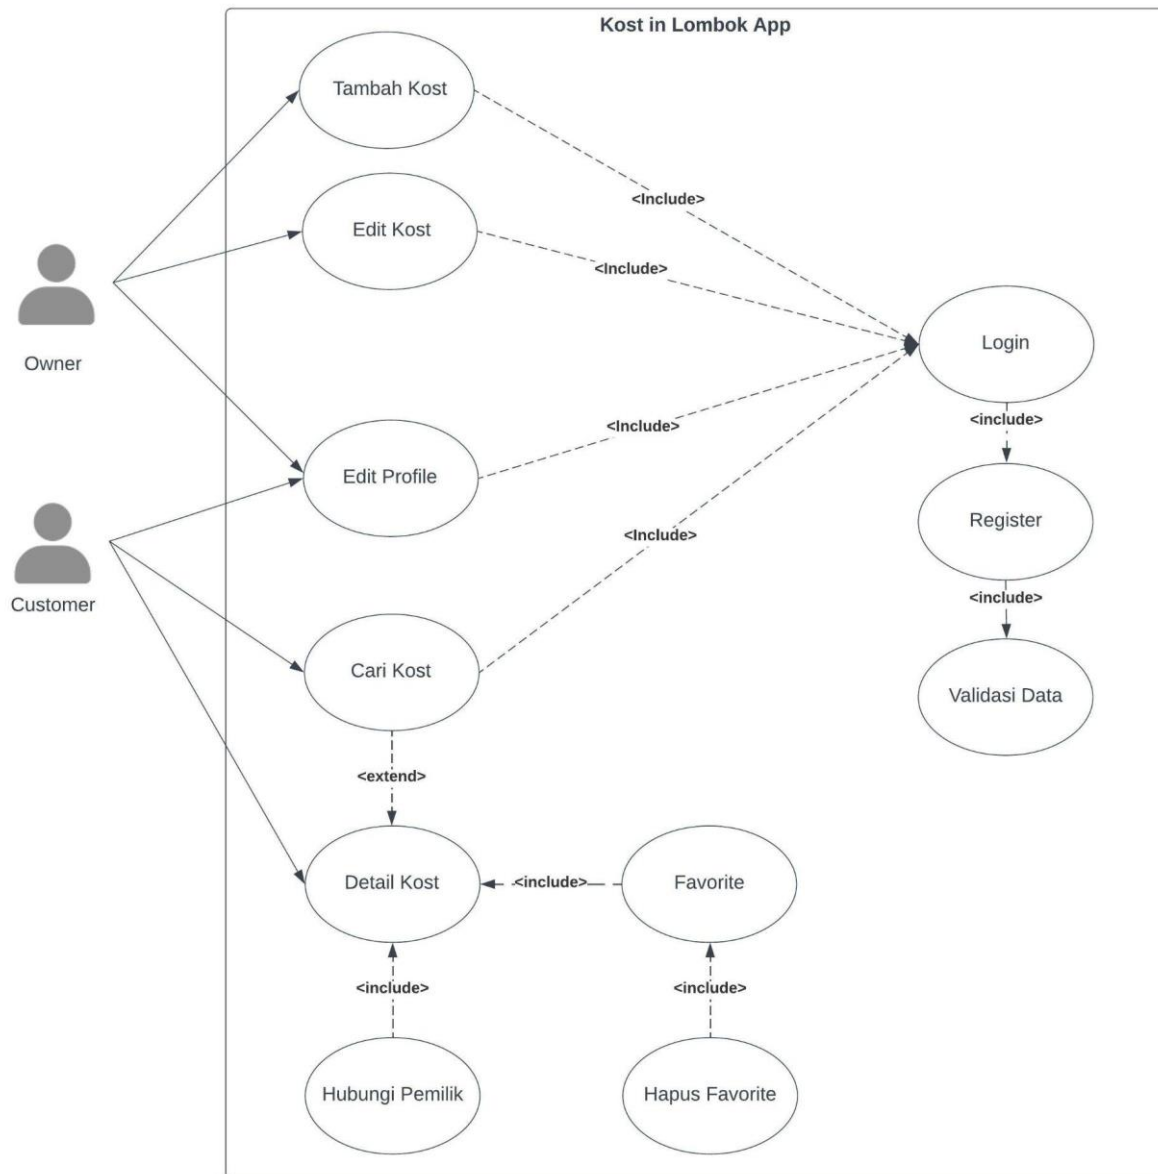 Kost in Lombok App
Tambah Kost
<Include>
Edit Kost
<Include>
Owner
Login
<include>
Edit Profile
<Include>
Register
<Include>
Customer
<include>
Cari Kost
Validasi Data
<extend>
Detail Kost
<include>
Favorite
<include>
<include>
Hubungi Pemilik
Hapus Favorite